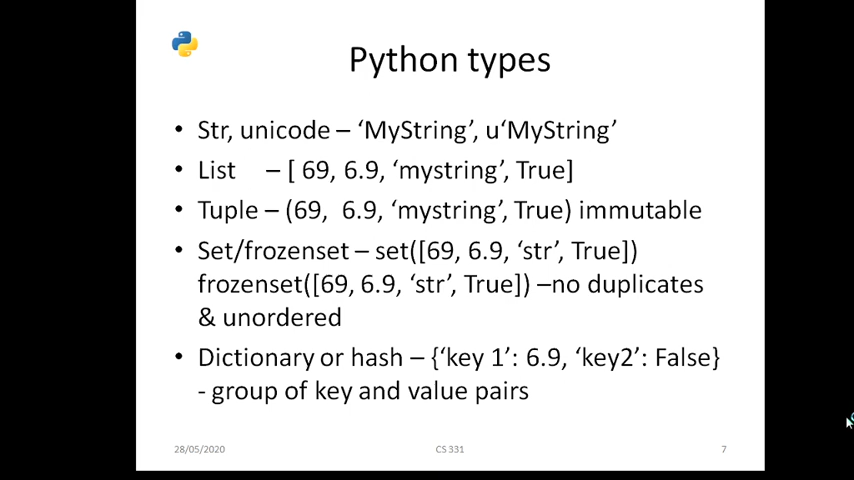 Python types
• Str, unicode – ‘MyString’, u‘MyString’
• List – [ 69, 6.9, ‘mystring’, True]
• Tuple – (69, 6.9, ‘mystring’, True) immutable
• Set/frozenset – set([69, 6.9, ‘str’, True])
frozenset([69, 6.9, ‘str’, True]) –no duplicates
& unordered
• Dictionary or hash – {‘key 1’: 6.9, ‘key2’: False}
- group of key and value pairs
28/05/2020 CS 331 7